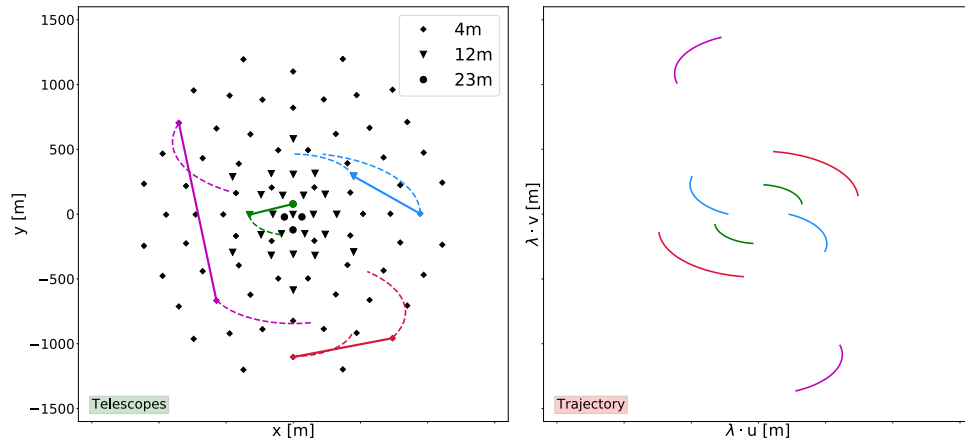 4m
12m
23m
1500
1000
500
0
−500
−1000
−1500
y [m]
x [m]
Telescopes
λ · v [m]
λ · u [m]
Trajectory